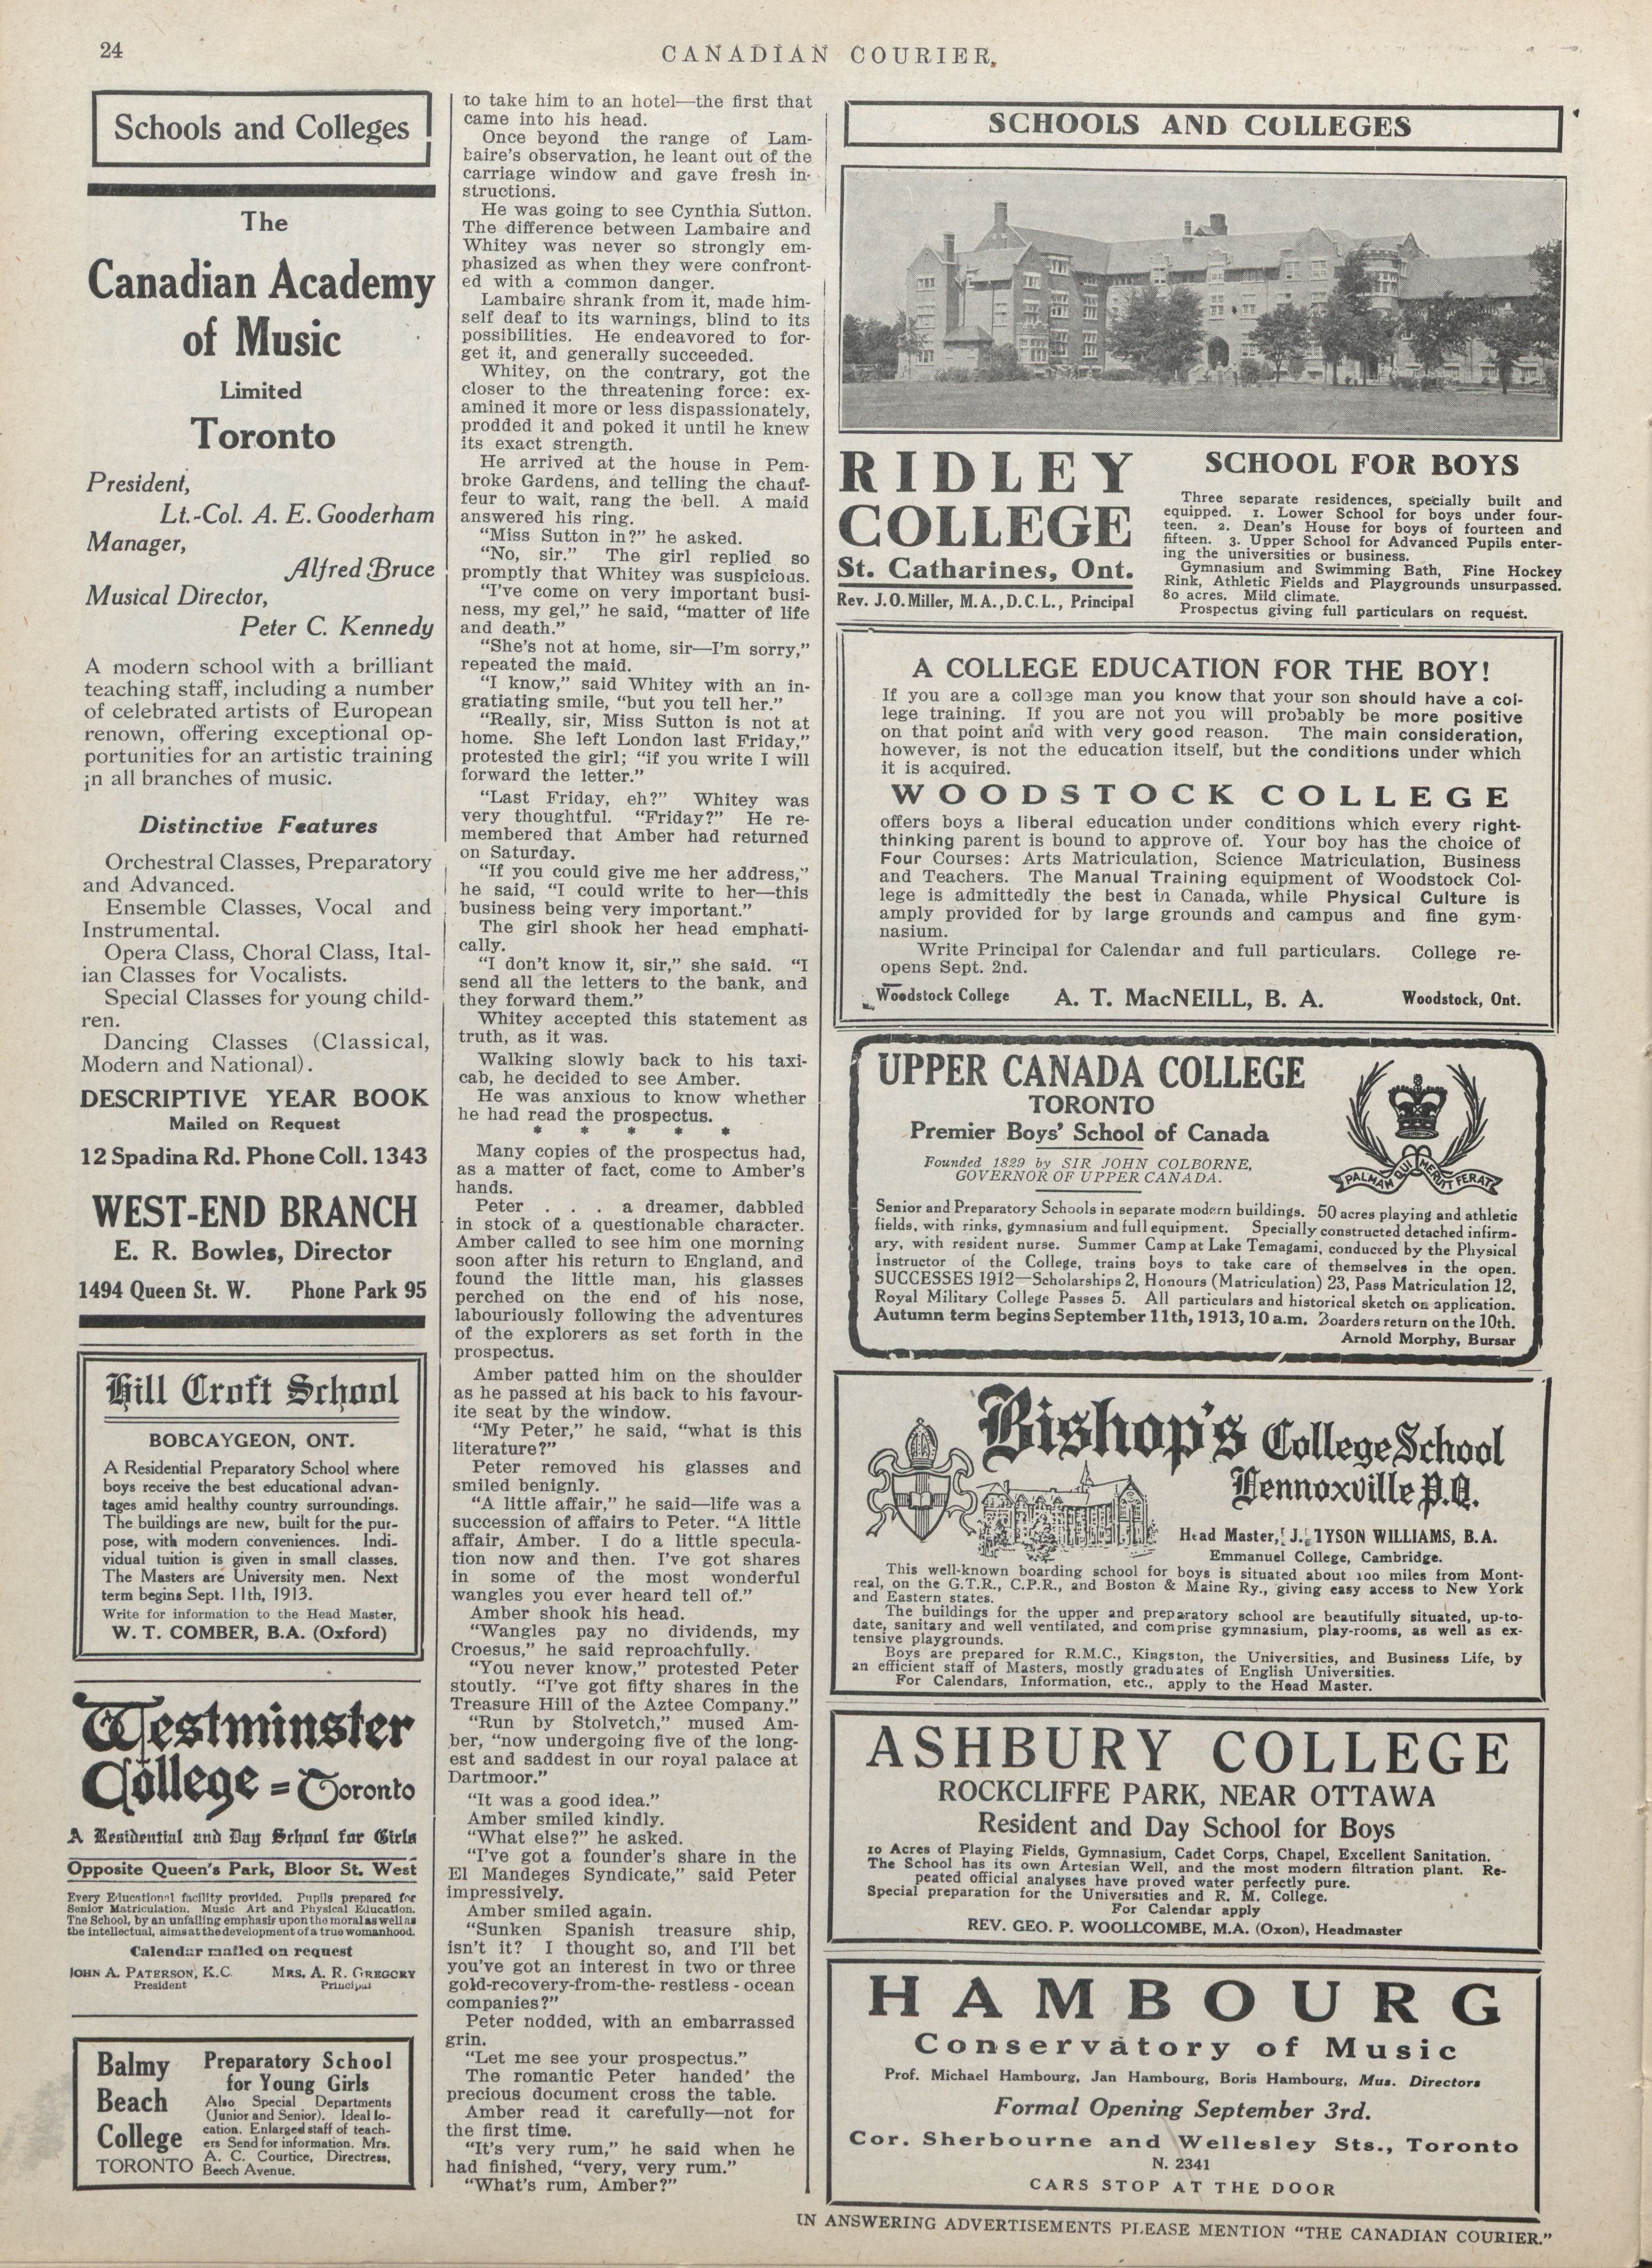 24
CANADIAN COURIER.
Schools and Colleges
The
Canadian Academy
of Music
Limited
Toronto
President,
Lt.-Col. A. E. Gooderham
Manager,
Alfred Bruce
Musical Director,
Peter C. Kennedy
A modern school with a brilliant
teaching staff, including a number
of celebrated artists of European
renown, offering exceptional op-
portunities for an artistic training
in all branches of music.
Distinctive Features
Orchestral Classes, Preparatory
and Advanced.
Ensemble Classes, Vocal and
Instrumental.
Opera Class, Choral Class, Ital-
ian Classes for Vocalists.
Special Classes for young child-
ren.
Dancing Classes (Classical,
Modern and National).
DESCRIPTIVE YEAR BOOK
Mailed on Request
12 Spadina Rd. Phone Coll. 1343
WEST-END BRANCH
E. R. Bowles, Director
1494 Queen St. W. Phone Park 95
Hill Croft School
BOBCAYGEON, ONT.
A Residential Preparatory School where
boys receive the best educational advan-
tages amid healthy country surroundings.
The buildings are new, built for the pur-
pose, with modern conveniences. Indi-
vidual tuition is given in small classes.
The Masters are University men. Next
term begins Sept. 11th, 1913.
Write for information to the Head Master,
W. T. COMBER, B.A. (Oxford)
Westminster
College = Toronto
A Residential and Day School for Girls
Opposite Queen's Park, Bloor St. West
Every Educational facility provided. Pupils prepared for
Senior Matriculation. Music Art and Physical Education.
The School, by an unfailing emphasis upon the moral as well as
the intellectual, aims at the development of a true womanhood.
Calendar mailed on request
JOHN A. PATERSON, K.C. MRS. A. R. GREGORY
President Principal
Balmy
Beach
College
TORONTO
Preparatory School
for Young Girls
Also Special Departments
(Junior and Senior). Ideal lo-
cation. Enlarged staff of teach-
ers Send for information. Mrs.
A. C. Courtice, Directress,
Beech Avenue.
to take him to an hotel—the first that
came into his head.
Once beyond the range of Lam-
baire's observation, he leant out of the
carriage window and gave fresh in-
structions.
He was going to see Cynthia Sutton.
The difference between Lambaire and
Whitey was never so strongly em-
phasized as when they were confront-
ed with a common danger.
Lambaire shrank from it, made him-
self deaf to its warnings, blind to its
possibilities. He endeavored to for-
get it, and generally succeeded.
Whitey, on the contrary, got the
closer to the threatening force: ex-
amined it more or less dispassionately,
prodded it and poked it until he knew
its exact strength.
He arrived at the house in Pem-
broke Gardens, and telling the chauf-
feur to wait, rang the bell. A maid
answered his ring.
"Miss Sutton in?" he asked.
"No, sir." The girl replied so
promptly that Whitey was suspicious.
"I've come on very important busi-
ness, my gel," he said, "matter of life
and death."
"She's not at home, sir—I'm sorry,"
repeated the maid.
"I know," said Whitey with an in-
gratiating smile, "but you tell her."
"Really, sir, Miss Sutton is not at
home. She left London last Friday,"
protested the girl; "if you write I will
forward the letter."
"Last Friday, eh?" Whitey was
very thoughtful. "Friday?" He re-
membered that Amber had returned
on Saturday.
"If you could give me her address,"
he said, "I could write to her—this
business being very important."
The girl shook her head emphati-
cally.
"I don't know it, sir," she said. "I
send all the letters to the bank, and
they forward them."
Whitey accepted this statement as
truth, as it was.
Walking slowly back to his taxi-
cab, he decided to see Amber.
He was anxious to know whether
he had read the prospectus.
* * * * *
Many copies of the prospectus had,
as a matter of fact, come to Amber's
hands.
Peter . . . a dreamer, dabbled
in stock of a questionable character.
Amber called to see him one morning
soon after his return to England, and
found the little man, his glasses
perched on the end of his nose,
labouriously following the adventures
of the explorers as set forth in the
prospectus.
Amber patted him on the shoulder
as he passed at his back to his favour-
ite seat by the window.
"My Peter," he said, "what is this
literature?"
Peter removed his glasses and
smiled benignly.
"A little affair," he said—life was a
succession of affairs to Peter. "A little
affair, Amber. I do a little specula-
tion now and then. I've got shares
in some of the most wonderful
wangles you ever heard tell of."
Amber shook his head.
"Wangles pay no dividends, my
Croesus," he said reproachfully.
"You never know," protested Peter
stoutly. "I've got fifty shares in the
Treasure Hill of the Aztee Company."
"Run by Stolvetch," mused Am-
ber, "now undergoing five of the long-
est and saddest in our royal palace at
Dartmoor."
"It was a good idea."
Amber smiled kindly.
"What else?" he asked.
"I've got a founder's share in the
El Mandeges Syndicate," said Peter
impressively.
Amber smiled again.
"Sunken Spanish treasure ship,
isn't it? I thought so, and I'll bet
you've got an interest in two or three
gold-recovery-from-the-restless-ocean
companies?"
Peter nodded, with an embarrassed
grin.
"Let me see your prospectus."
The romantic Peter handed the
precious document cross the table.
Amber read it carefully—not for
the first time.
"It's very rum," he said when he
had finished, "very, very rum."
"What's rum, Amber?"
SCHOOLS AND COLLEGES
RIDLEY
COLLEGE
St. Catharines, Ont.
Rev. J.O. Miller, M.A., D.C.L., Principal
SCHOOL FOR BOYS
Three separate residences, specially built and
equipped. 1. Lower School for boys under four-
teen. 2. Dean's House for boys of fourteen and
fifteen. 3. Upper School for Advanced Pupils enter-
ing the universities or business.
Gymnasium and Swimming Bath, Fine Hockey
Rink, Athletic Fields and Playgrounds unsurpassed.
80 acres. Mild climate.
Prospectus giving full particulars on request.
A COLLEGE EDUCATION FOR THE BOY!
If you are a college man you know that your son should have a col-
lege training. If you are not you will probably be more positive
on that point and with very good reason. The main consideration,
however, is not the education itself, but the conditions under which
it is acquired.
WOODSTOCK COLLEGE
offers boys a liberal education under conditions which every right-
thinking parent is bound to approve of. Your boy has the choice of
Four Courses: Arts Matriculation, Science Matriculation, Business
and Teachers. The Manual Training equipment of Woodstock Col-
lege is admittedly the best in Canada, while Physical Culture is
amply provided for by large grounds and campus and fine gym-
nasium.
Write Principal for Calendar and full particulars. College re-
opens Sept. 2nd.
Woodstock College A. T. MacNEILL, B. A. Woodstock, Ont.
UPPER CANADA COLLEGE
TORONTO
Premier Boys' School of Canada
Founded 1829 by SIR JOHN COLBORNE,
GOVERNOR OF UPPER CANADA.
PALMAM QUI MERUIT FERAT
Senior and Preparatory Schools in separate modern buildings. 50 acres playing and athletic
fields, with rinks, gymnasium and full equipment. Specially constructed detached infirm-
ary, with resident nurse. Summer Camp at Lake Temagami, conducted by the Physical
Instructor of the College, trains boys to take care of themselves in the open.
SUCCESSES 1912—Scholarships 2, Honours (Matriculation) 23, Pass Matriculation 12,
Royal Military College Passes 5. All particulars and historical sketch on application.
Autumn term begins September 11th, 1913, 10 a.m. Boarders return on the 10th.
Arnold Morphy, Bursar
Bishop's College School
Lennoxville P.Q.
Head Master, J. TYSON WILLIAMS, B.A.
Emmanuel College, Cambridge.
This well-known boarding school for boys is situated about 100 miles from Mont-
real, on the G.T.R., C.P.R., and Boston & Maine Ry., giving easy access to New York
and Eastern states.
The buildings for the upper and preparatory school are beautifully situated, up-to-
date, sanitary and well ventilated, and comprise gymnasium, play-rooms, as well as ex-
tensive playgrounds.
Boys are prepared for R.M.C., Kingston, the Universities, and Business Life, by
an efficient staff of Masters, mostly graduates of English Universities.
For Calendars, Information, etc., apply to the Head Master.
ASHBURY COLLEGE
ROCKCLIFFE PARK, NEAR OTTAWA
Resident and Day School for Boys
10 Acres of Playing Fields, Gymnasium, Cadet Corps, Chapel, Excellent Sanitation.
The School has its own Artesian Well, and the most modern filtration plant. Re-
peated official analyses have proved water perfectly pure.
Special preparation for the Universities and R. M. College.
For Calendar apply
REV. GEO. P. WOOLLCOMBE, M.A. (Oxon), Headmaster
HAMBOURG
Conservatory of Music
Prof. Michael Hambourg, Jan Hambourg, Boris Hambourg, Mus. Directors
Formal Opening September 3rd.
Cor. Sherbourne and Wellesley Sts., Toronto
N. 2341
CARS STOP AT THE DOOR
IN ANSWERING ADVERTISEMENTS PLEASE MENTION "THE CANADIAN COURIER."